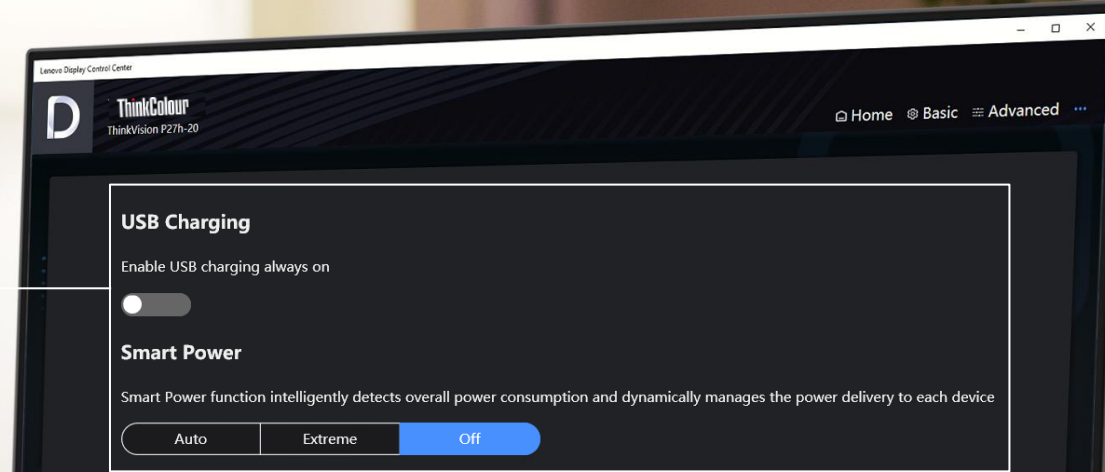 Lenovo Display Control Center
D
ThinkColour
ThinkVision P27h-20
Home Basic Advanced ...
USB Charging
Enable USB charging always on
Smart Power
Smart Power function intelligently detects overall power consumption and dynamically manages the power delivery to each device
Auto Extreme Off